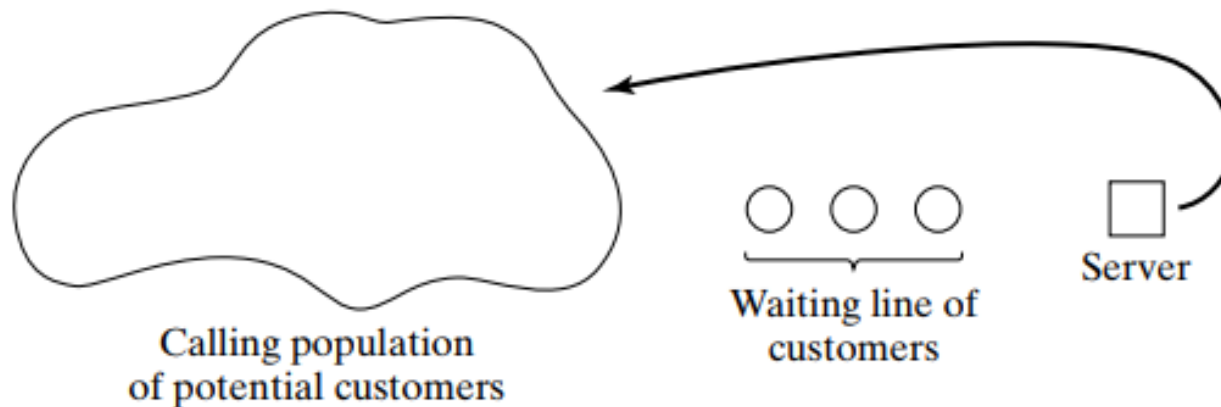 Calling population
of potential customers
Waiting line of
customers
Server